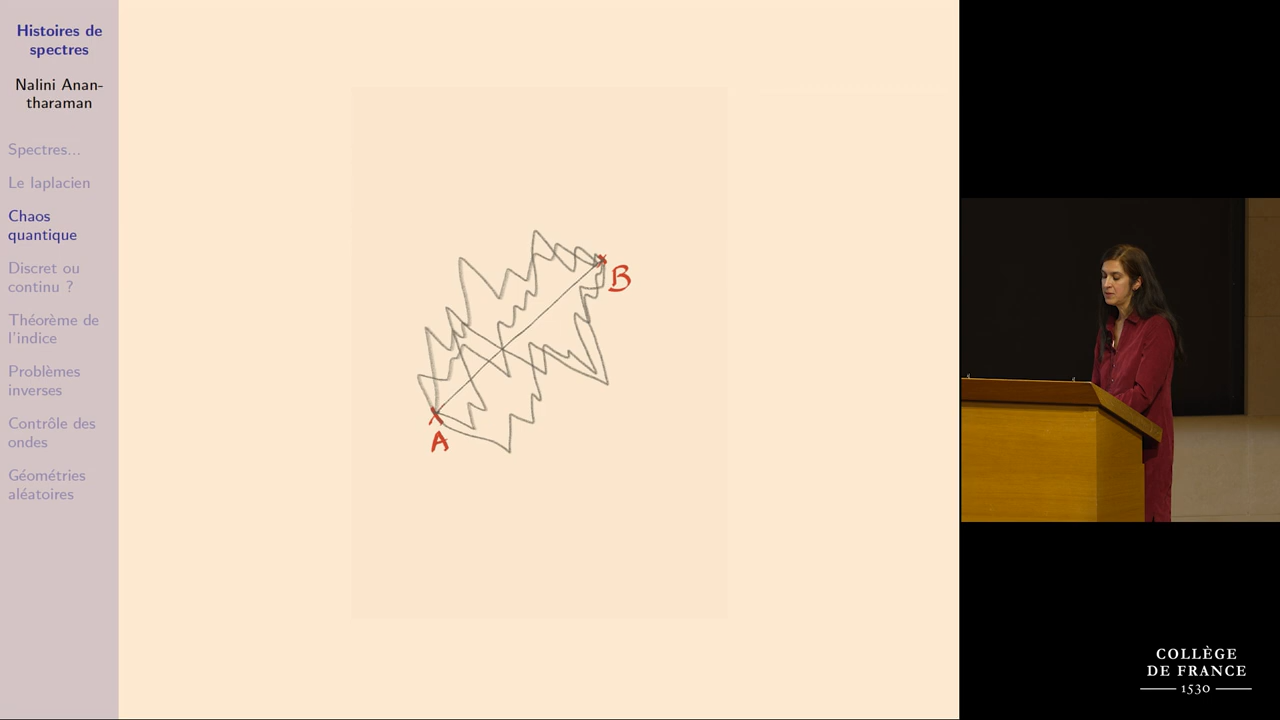 Histoires de
spectres
Nalini Anan-
tharaman
Spectres...
Le laplacien
Chaos
quantique
Discret ou
continu ?
Théorème de
l'indice
Problèmes
inverses
Contrôle des
ondes
Géométries
aléatoires
B
A
COLLÈGE
DE FRANCE
1530